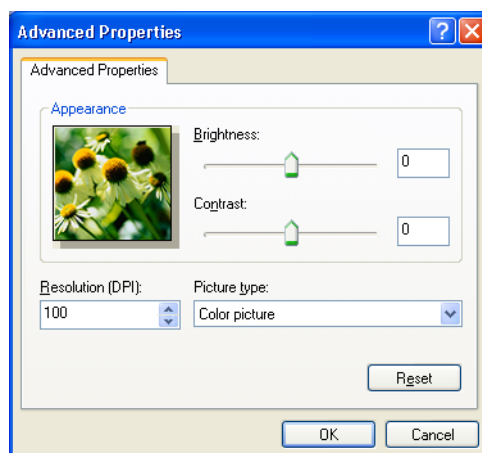 Advanced Properties
Advanced Properties
Appearance
Brightness:
0
Contrast:
0
Resolution (DPI):
100
Picture type:
Color picture
Reset
OK
Cancel